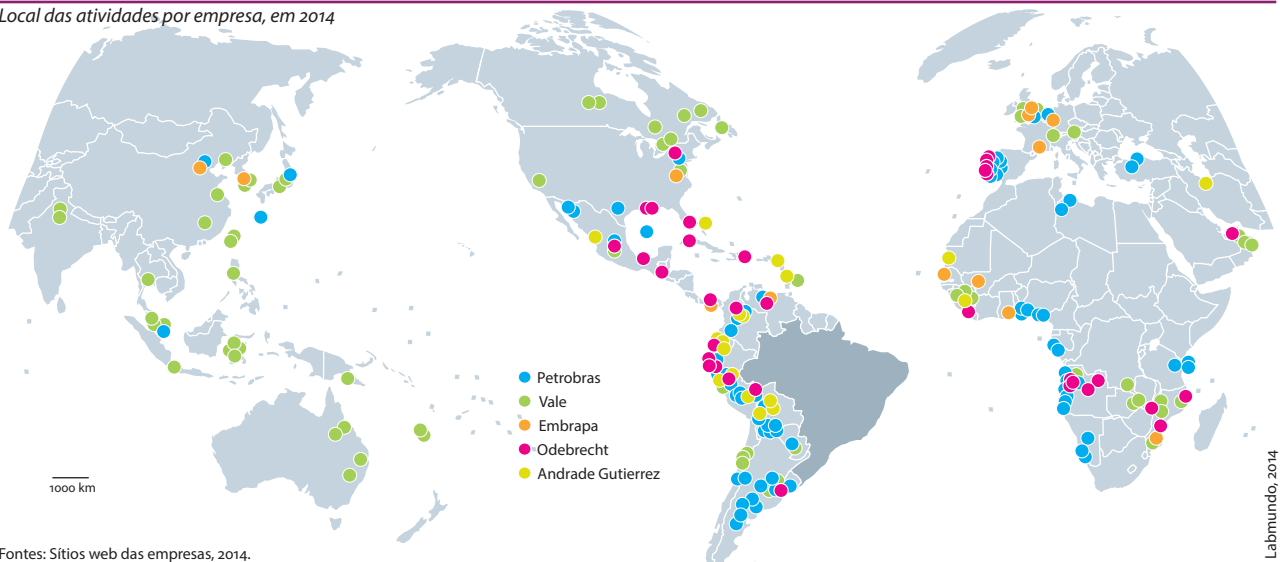 Local das atividades por empresa, em 2014
Petrobras
Vale
Embrapa
Odebrecht
Andrade Gutierrez
1000 km
Fontes: Sítios web das empresas, 2014.
Labmundo, 2014